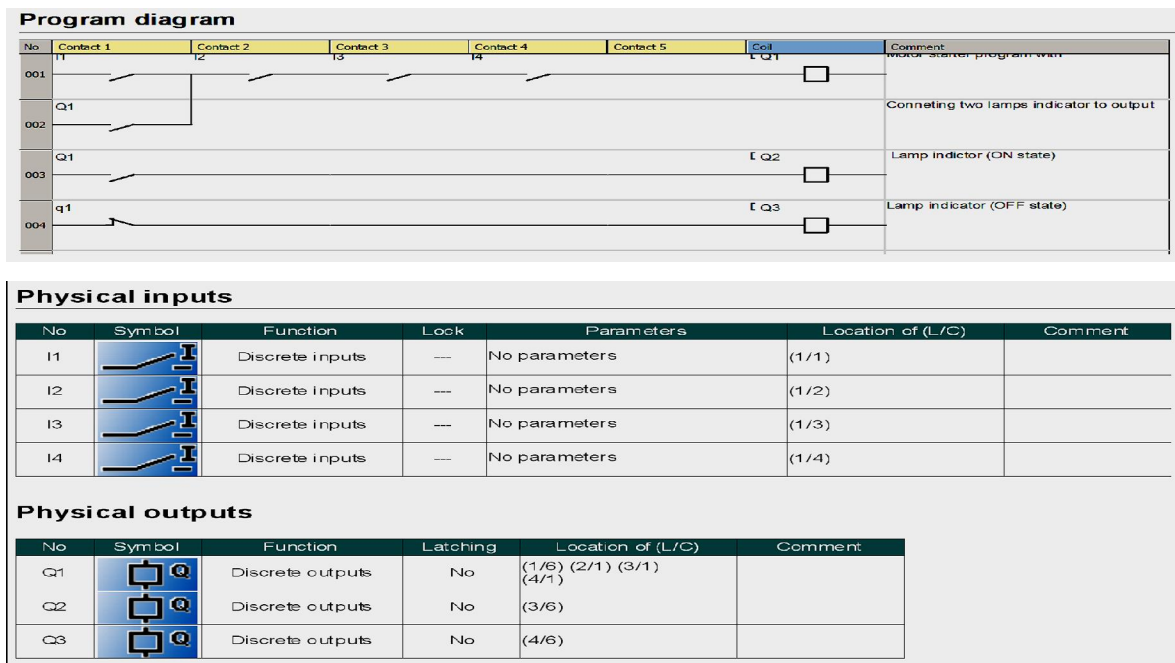 Program diagram
No Contact 1 Contact 2 Contact 3 Contact 4 Contact 5 Coil Comment
001 I1 I2 I3 I4 [ Q1 Motor starter program with
002 Q1 Conneting two lamps indicator to output
003 Q1 [ Q2 Lamp indictor (ON state)
004 q1 [ Q3 Lamp indicator (OFF state)
Physical inputs
No Symbol Function Lock Parameters Location of (L/C) Comment
I1 I Discrete inputs --- No parameters (1/1)
I2 I Discrete inputs --- No parameters (1/2)
I3 I Discrete inputs --- No parameters (1/3)
I4 I Discrete inputs --- No parameters (1/4)
Physical outputs
No Symbol Function Latching Location of (L/C) Comment
Q1 Q Discrete outputs No (1/6) (2/1) (3/1)
(4/1)
Q2 Q Discrete outputs No (3/6)
Q3 Q Discrete outputs No (4/6)